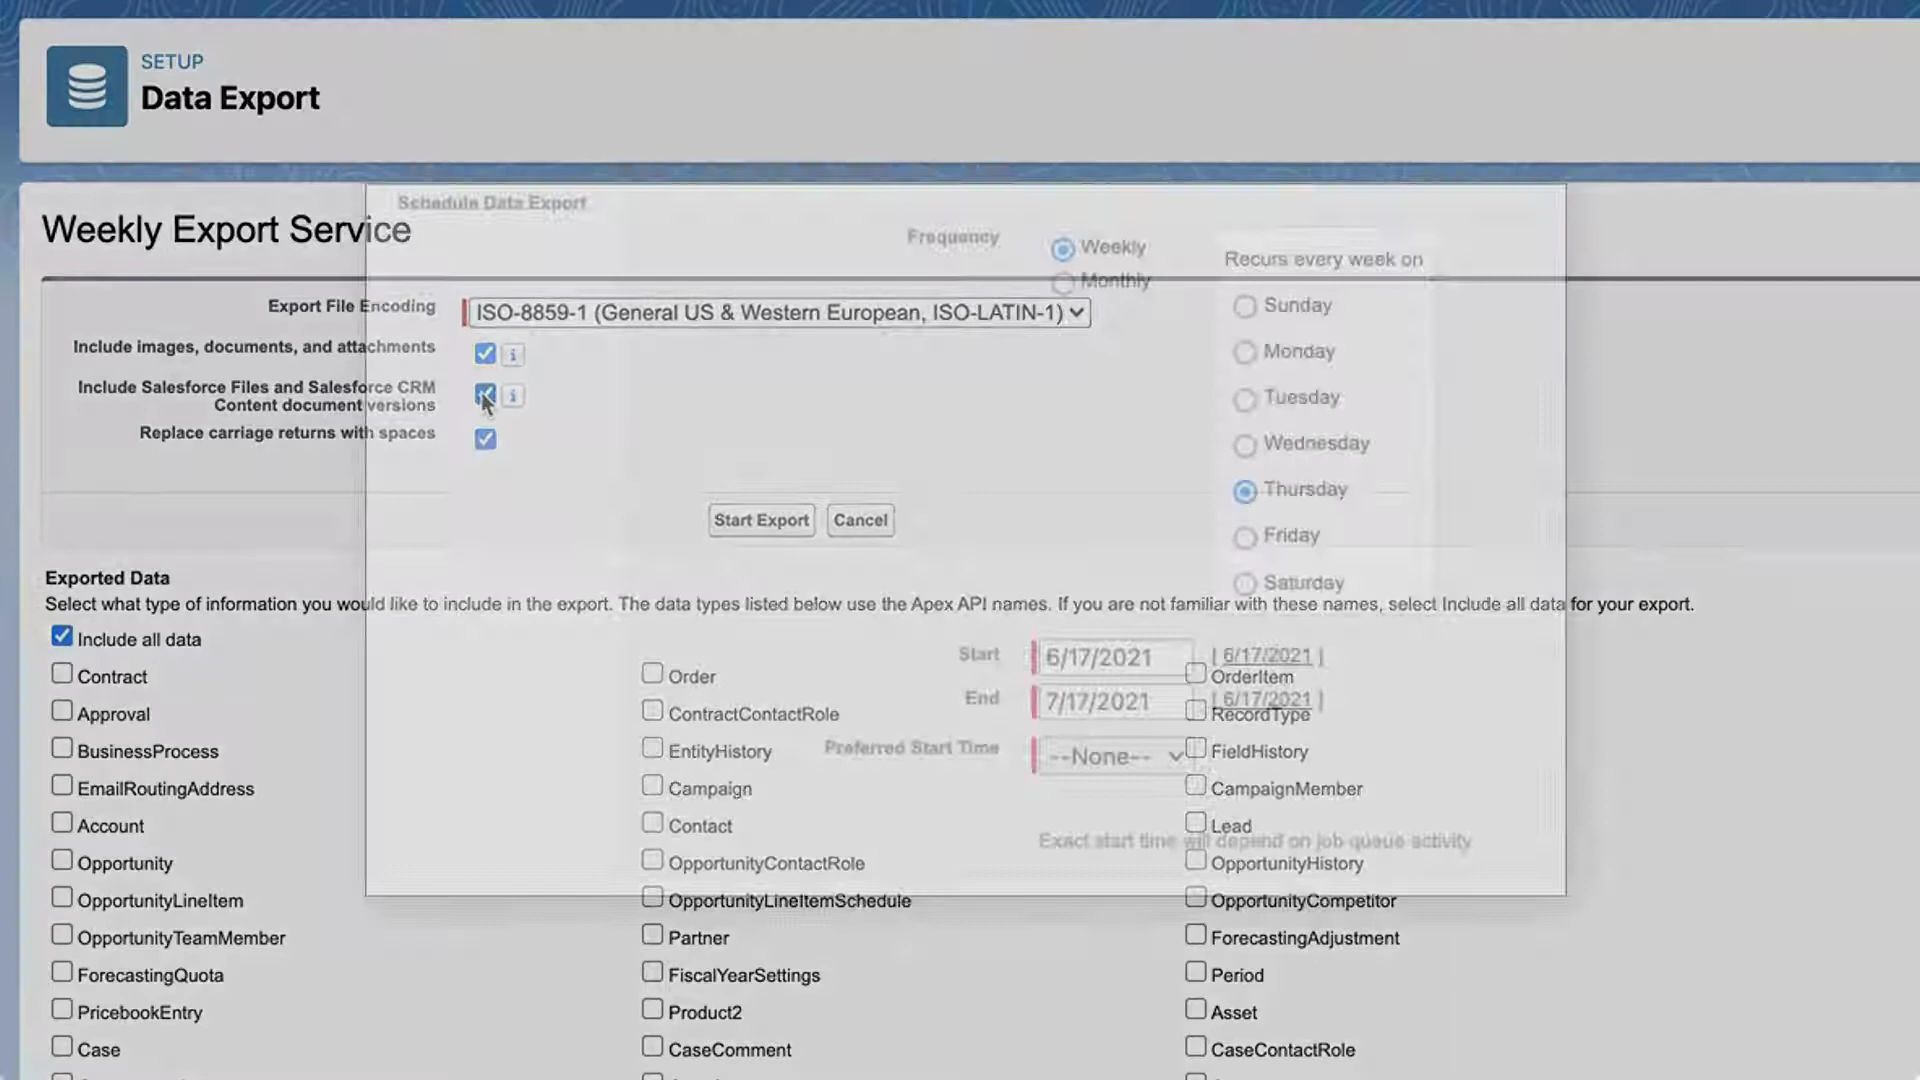 SETUP
Data Export
Weekly Export Service
Schedule Data Export
Frequency
Weekly
Monthly
Recurs every week on
Sunday
Monday
Tuesday
Wednesday
Thursday
Friday
Saturday
Export File Encoding
ISO-8859-1 (General US & Western European, ISO-LATIN-1)
Include images, documents, and attachments
i
Include Salesforce Files and Salesforce CRM
Content document versions
i
Replace carriage returns with spaces
Start Export
Cancel
Exported Data
Select what type of information you would like to include in the export. The data types listed below use the Apex API names. If you are not familiar with these names, select Include all data for your export.
Include all data
Start
6/17/2021
[ 6/17/2021 ]
End
7/17/2021
[ 6/17/2021 ]
Preferred Start Time
--None--
Exact start time will depend on job queue activity
Contract
Order
OrderItem
Approval
ContractContactRole
RecordType
BusinessProcess
EntityHistory
FieldHistory
EmailRoutingAddress
Campaign
CampaignMember
Account
Contact
Lead
Opportunity
OpportunityContactRole
OpportunityHistory
OpportunityLineItem
OpportunityLineItemSchedule
OpportunityCompetitor
OpportunityTeamMember
Partner
ForecastingAdjustment
ForecastingQuota
FiscalYearSettings
Period
PricebookEntry
Product2
Asset
Case
CaseComment
CaseContactRole